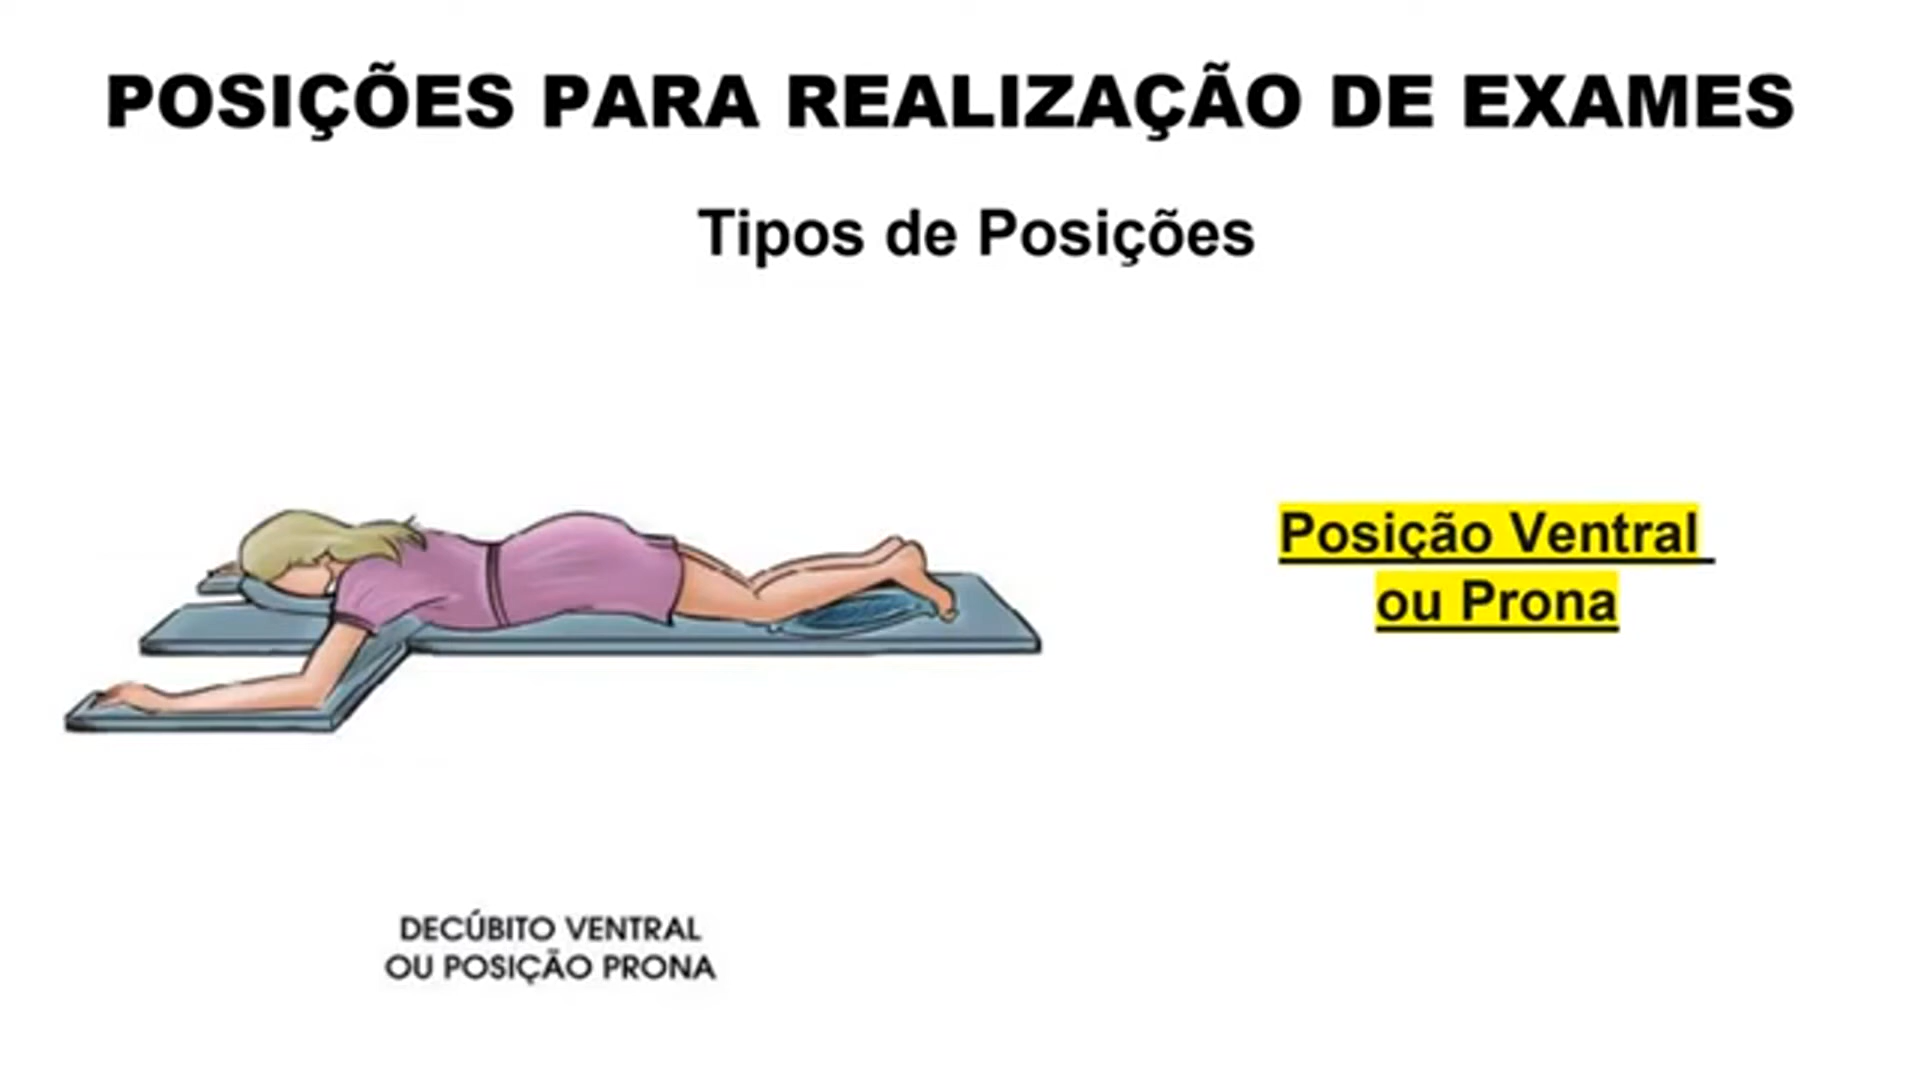 POSIÇÕES PARA REALIZAÇÃO DE EXAMES
Tipos de Posições
Posição Ventral
ou Prona
DECÚBITO VENTRAL
OU POSIÇÃO PRONA